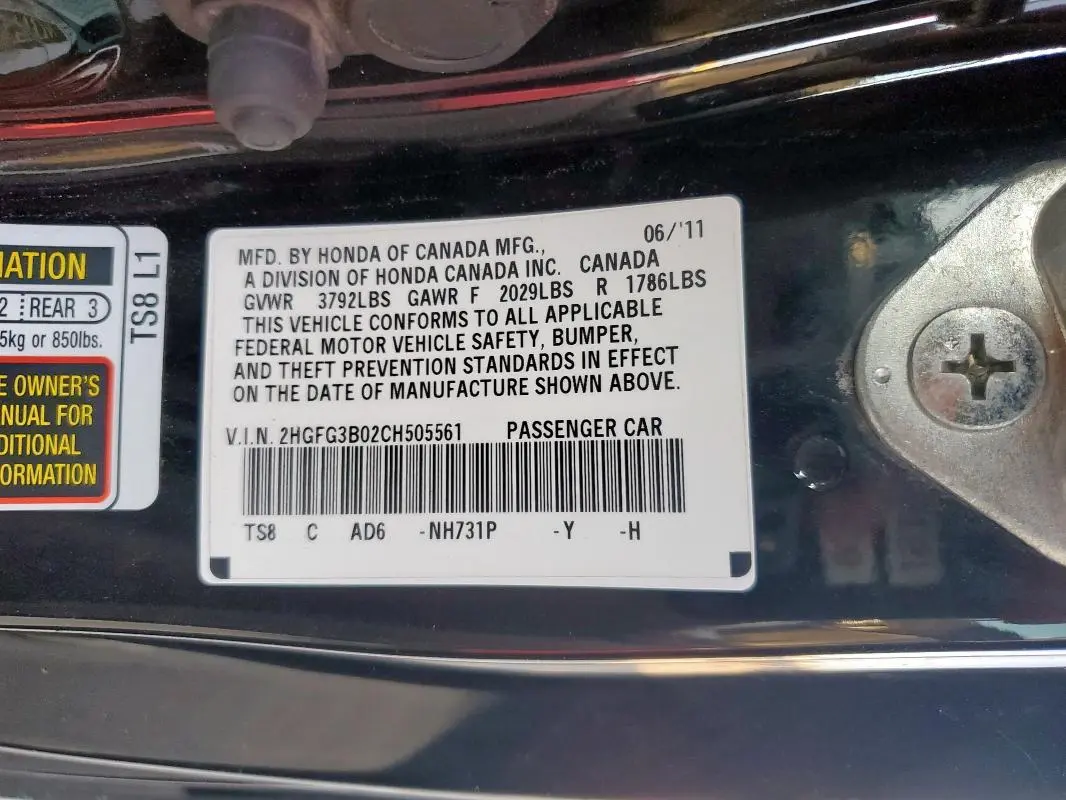 IATION
2 REAR 3
5kg or 850lbs.
E OWNER'S
NUAL FOR
DITIONAL
FORMATION
TS8 L1
MFD. BY HONDA OF CANADA MFG., 06/'11
A DIVISION OF HONDA CANADA INC. CANADA
GVWR 3792LBS GAWR F 2029LBS R 1786LBS
THIS VEHICLE CONFORMS TO ALL APPLICABLE
FEDERAL MOTOR VEHICLE SAFETY, BUMPER,
AND THEFT PREVENTION STANDARDS IN EFFECT
ON THE DATE OF MANUFACTURE SHOWN ABOVE.
V.I.N. 2HGFG3B02CH505561 PASSENGER CAR
TS8 C AD6 -NH731P -Y -H